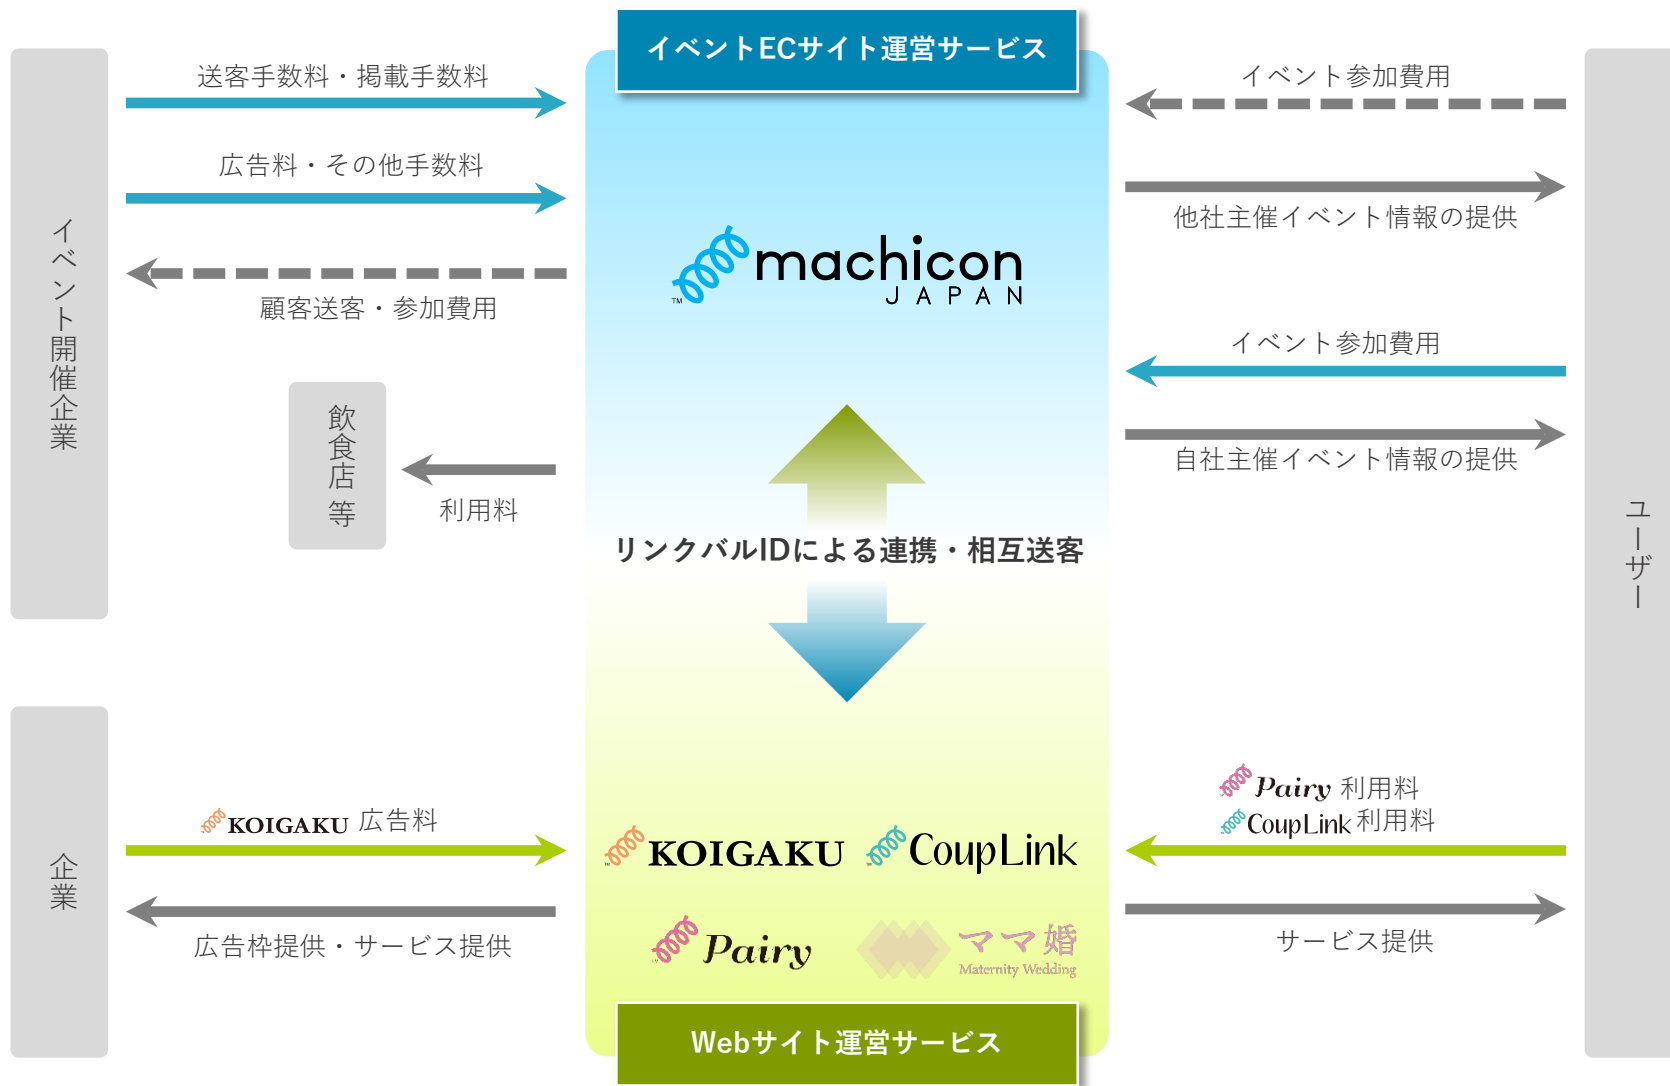 イベントECサイト運営サービス
送客手数料・掲載手数料
広告料・その他手数料
顧客送客・参加費用
イベント開催企業
飲食店 等
利用料
machicon
JAPAN
TM
リンクバルIDによる連携・相互送客
イベント参加費用
他社主催イベント情報の提供
イベント参加費用
自社主催イベント情報の提供
ユーザー
企業
KOIGAKU 広告料
広告枠提供・サービス提供
KOIGAKU
CoupLink
Pairy
ママ婚
Maternity Wedding
Pairy 利用料
CoupLink 利用料
サービス提供
Webサイト運営サービス